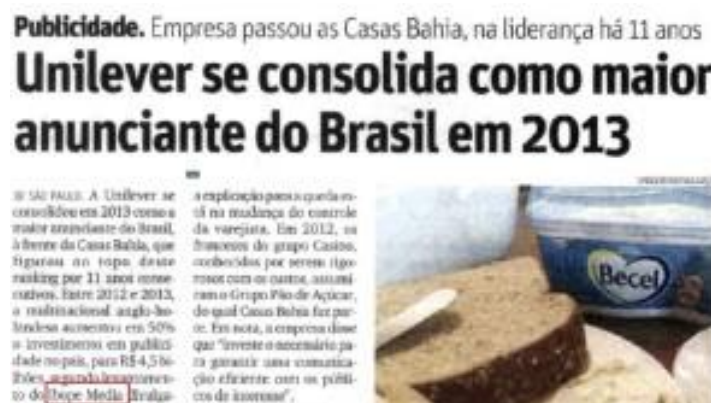 Publicidade. Empresa passou as Casas Bahia, na liderança há 11 anos
Unilever se consolida como maior
anunciante do Brasil em 2013
SÃO PAULO. A Unilever se
consolidou em 2013 como a
maior anunciante do Brasil,
à frente da Casas Bahia, que
figurou no topo deste
ranking por 11 anos conse-
cutivos. Entre 2012 e 2013,
a multinacional anglo-ho-
landesa aumentou em 50%
o investimento em publici-
dade no país, para R$ 4,5 bi-
lhões, segundo levantamen-
to do Ibope Media divulga-
a explicação para a queda es-
tá na mudança do controle
da varejista. Em 2012, os
franceses do grupo Casino,
conhecidos por serem rigo-
rosos com os custos, assumi-
ram o Grupo Pão de Açúcar,
do qual Casas Bahia faz par-
te. Em nota, a empresa disse
que "investe o necessário pa-
ra garantir uma comunica-
ção eficiente com os públi-
cos de interesse".
Becel